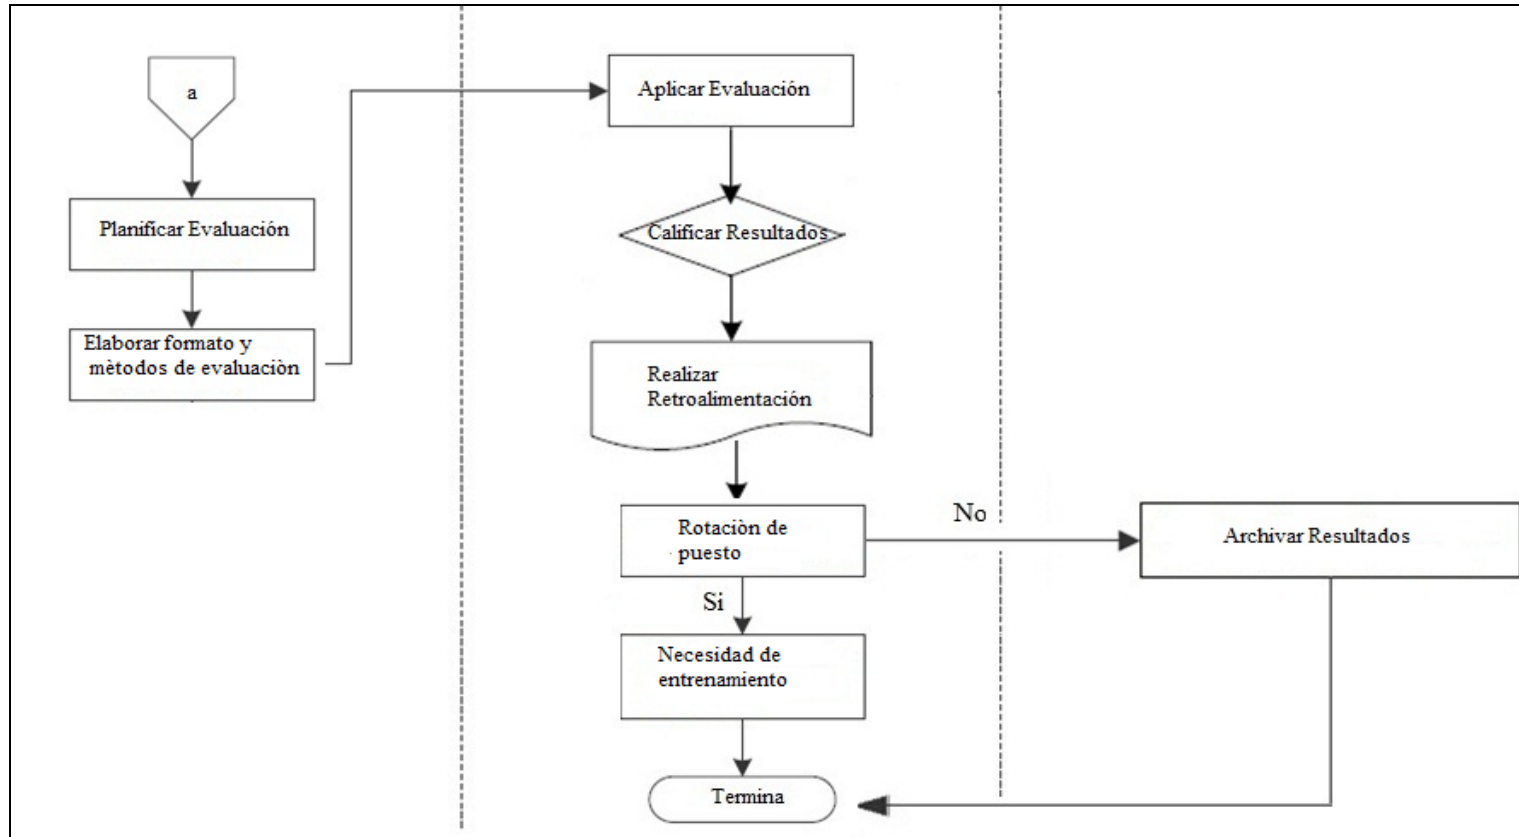 a
Planificar Evaluación
Elaborar formato y
mètodos de evaluaciòn
Aplicar Evaluación
Calificar Resultados
Realizar
Retroalimentación
Rotaciòn de
puesto
No
Archivar Resultados
Si
Necesidad de
entrenamiento
Termina